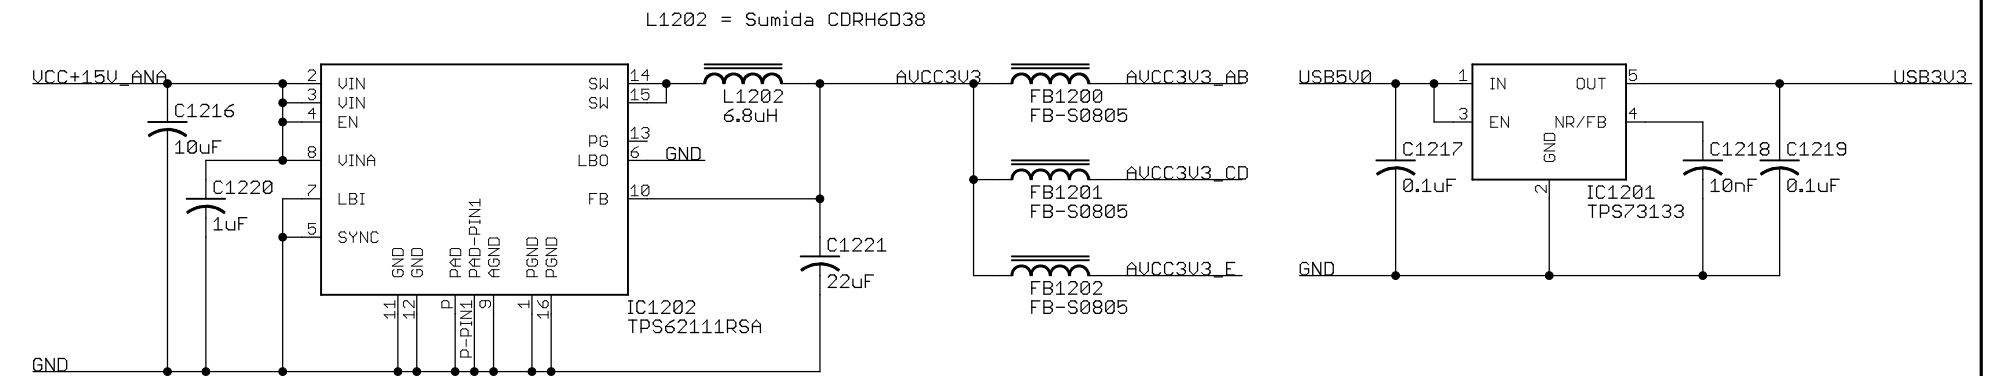 L1202 = Sumida CDRH6D38
VCC+15V_ANA
C1216
10uF
C1220
1uF
GND
2
3
4
8
7
5
VIN
VIN
EN
VINA
LBI
SYNC
GND
GND
PAD
PAD-PIN1
AGND
PGND
PGND
11
12
P
P-PIN1
9
1
16
SW
SW
PG
LBO
FB
14
15
13
6
10
GND
IC1202
TPS62111RSA
L1202
6.8uH
C1221
22uF
AVCC3V3
FB1200
FB-S0805
AVCC3V3_AB
FB1201
FB-S0805
AVCC3V3_CD
FB1202
FB-S0805
AVCC3V3_E
USB5V0
C1217
0.1uF
GND
1
3
IN
EN
GND
2
OUT
NR/FB
5
4
IC1201
TPS73133
C1218
10nF
C1219
0.1uF
USB3V3